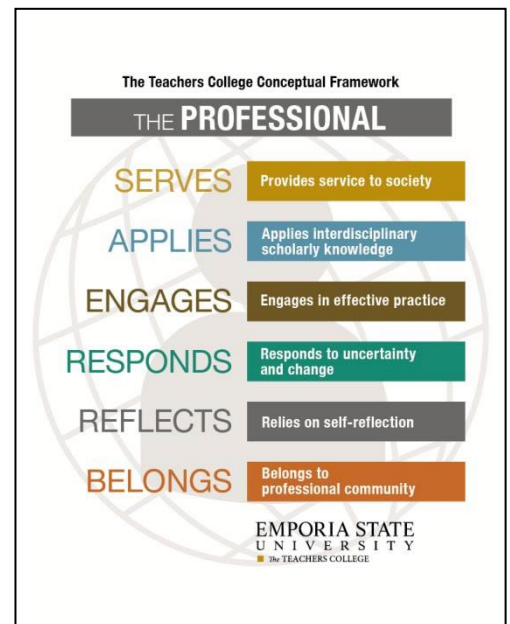 The Teachers College Conceptual Framework
THE PROFESSIONAL
SERVES
Provides service to society
APPLIES
Applies interdisciplinary
scholarly knowledge
ENGAGES
Engages in effective practice
RESPONDS
Responds to uncertainty
and change
REFLECTS
Relies on self-reflection
BELONGS
Belongs to
professional community
EMPORIA STATE
UNIVERSITY
The TEACHERS COLLEGE